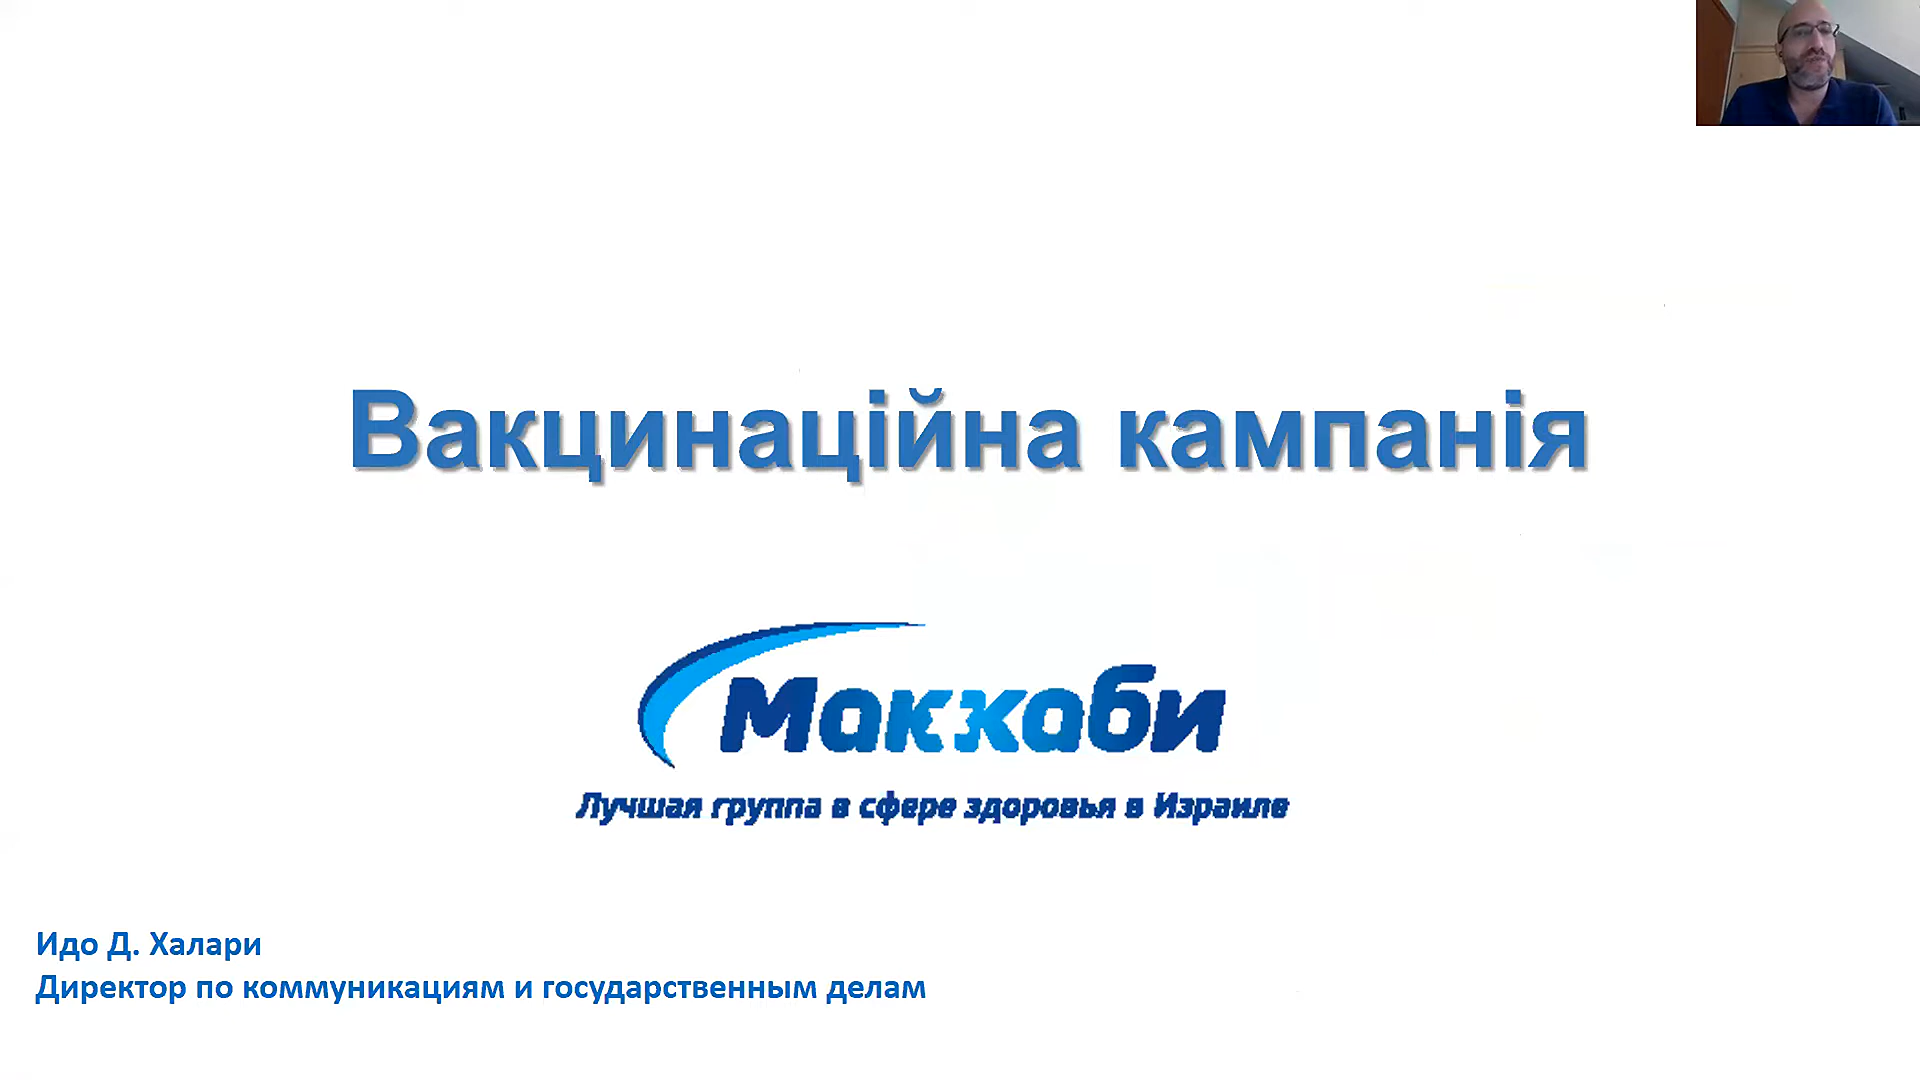 Вакцинаційна кампанія
Маккаби
Лучшая группа в сфере здоровья в Израиле
Идо Д. Халари
Директор по коммуникациям и государственным делам